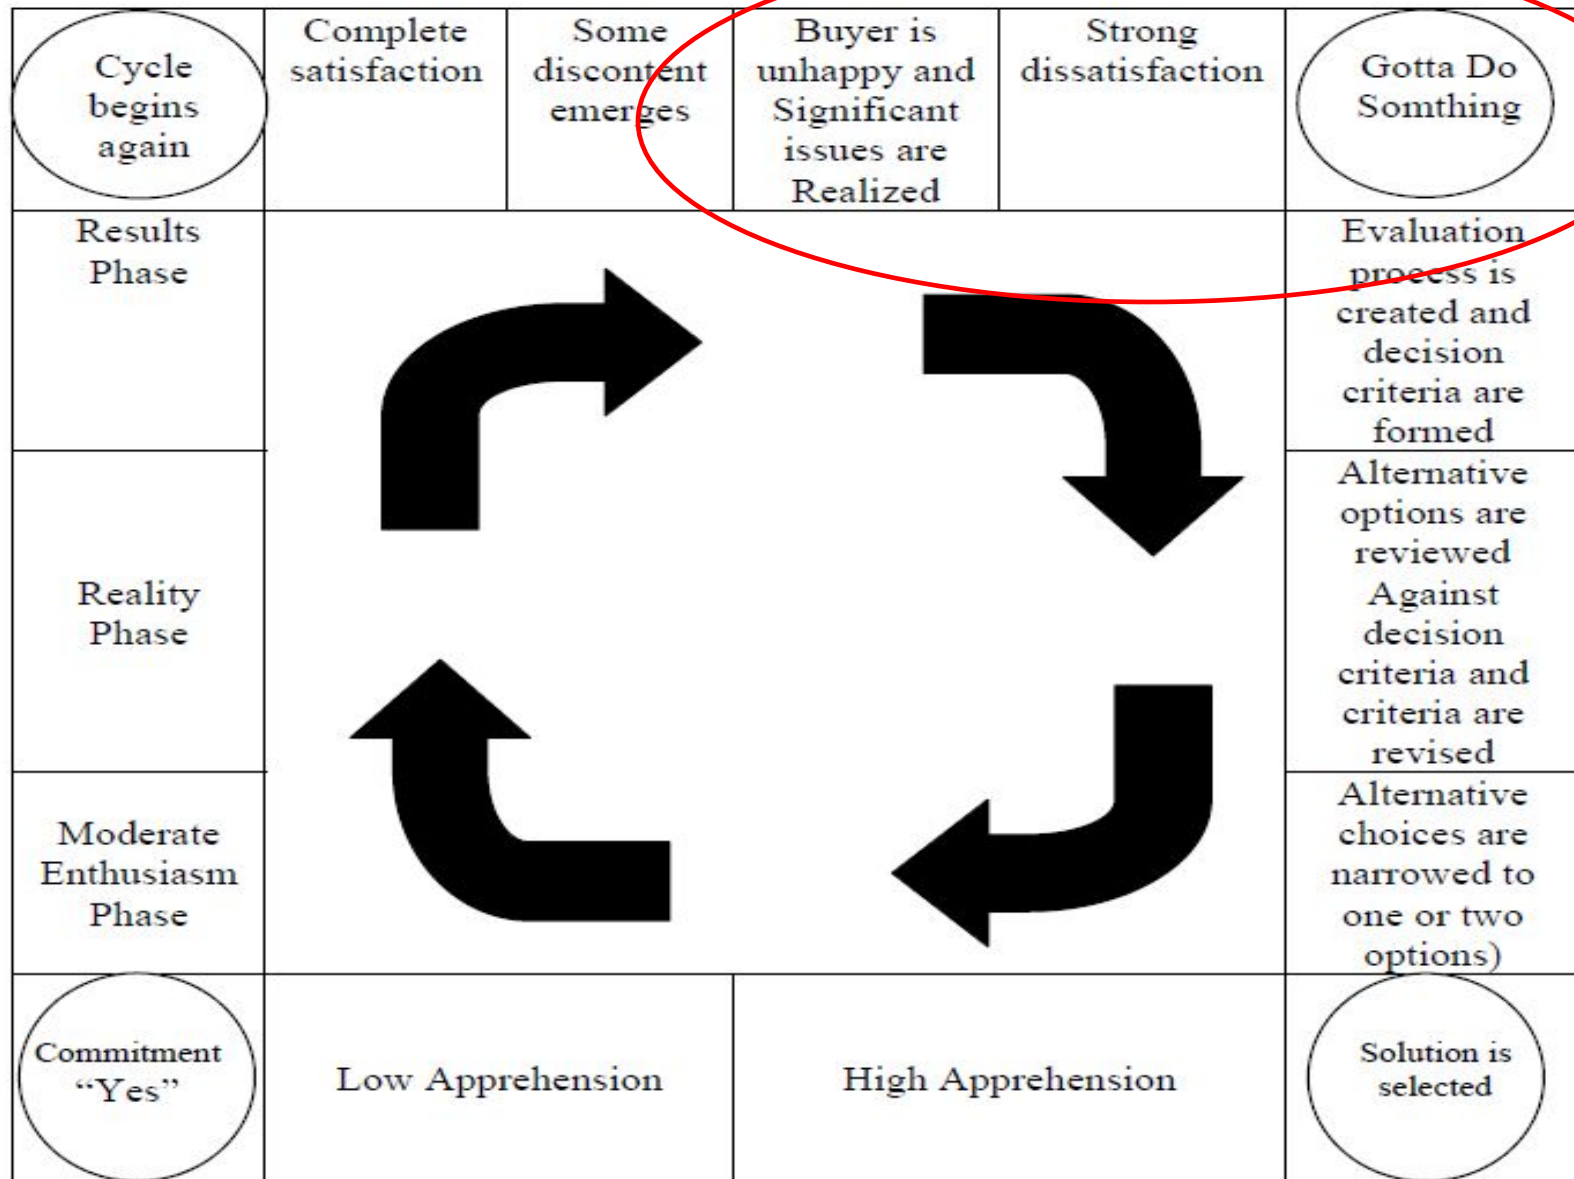 Cycle
begins
again
Complete
satisfaction
Some
discontent
emerges
Buyer is
unhappy and
Significant
issues are
Realized
Strong
dissatisfaction
Gotta Do
Somthing
Results
Phase
Evaluation
process is
created and
decision
criteria are
formed
Reality
Phase
Alternative
options are
reviewed
Against
decision
criteria and
criteria are
revised
Moderate
Enthusiasm
Phase
Alternative
choices are
narrowed to
one or two
options)
Commitment
“Yes”
Low Apprehension
High Apprehension
Solution is
selected